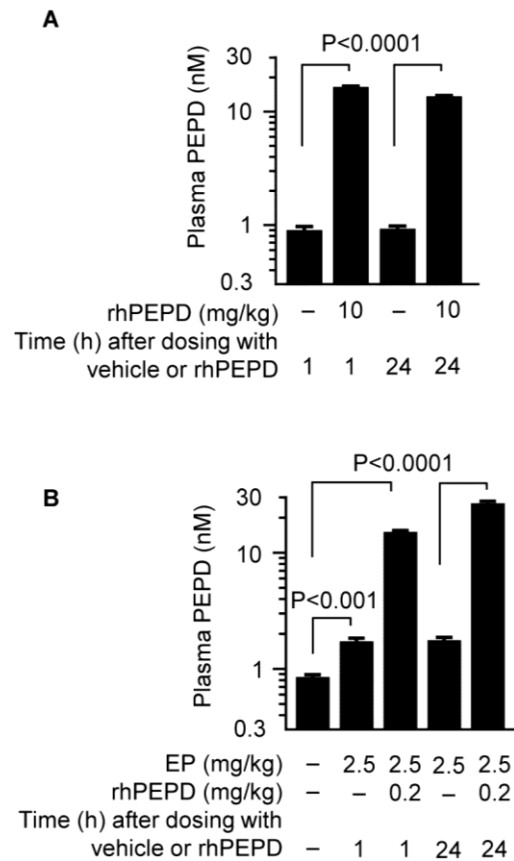 A
P<0.0001
Plasma PEPD (nM)
30
10
1
0.3
rhPEPD (mg/kg) – 10 – 10
Time (h) after dosing with
vehicle or rhPEPD 1 1 24 24
B
P<0.0001
P<0.001
Plasma PEPD (nM)
30
10
1
0.3
EP (mg/kg) – 2.5 2.5 2.5 2.5
rhPEPD (mg/kg) – – 0.2 – 0.2
Time (h) after dosing with
vehicle or rhPEPD – 1 1 24 24